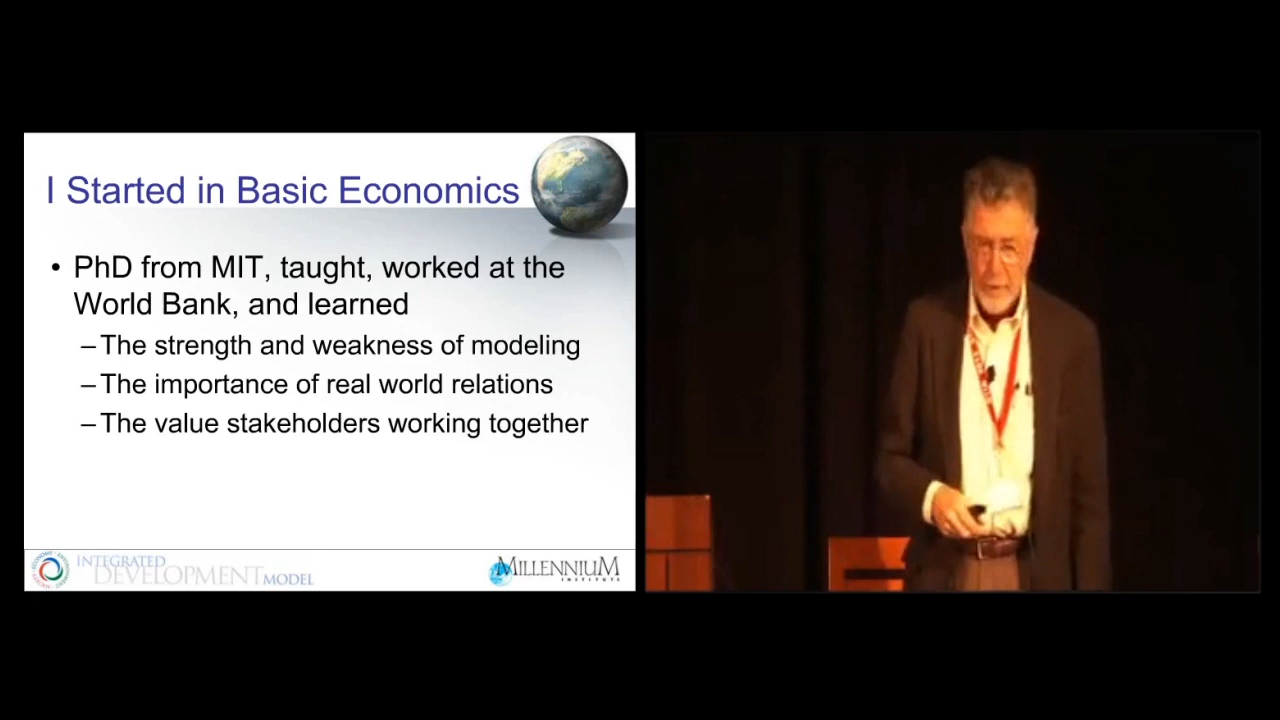 I Started in Basic Economics
• PhD from MIT, taught, worked at the
World Bank, and learned
–The strength and weakness of modeling
–The importance of real world relations
–The value stakeholders working together
INTEGRATED
DEVELOPMENT MODEL
MILLENNIUM
INSTITUTE